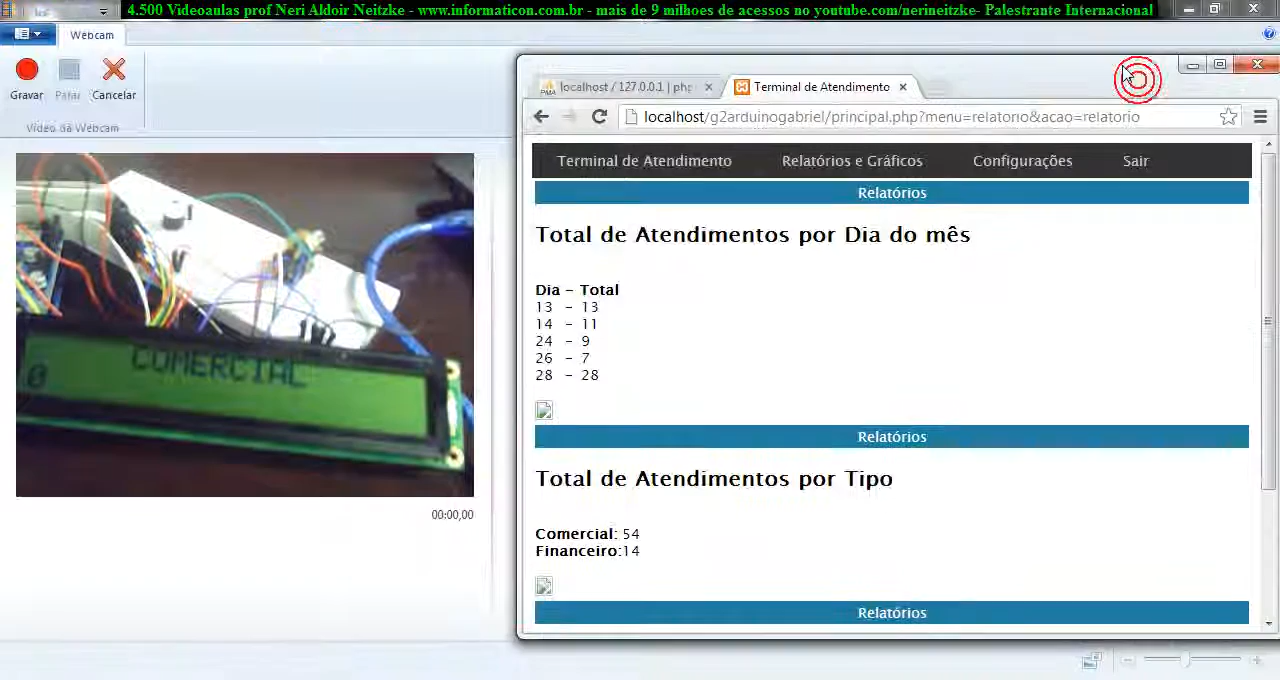 4.500 Videoaulas prof Neri Aldoir Neitzke - www.informaticon.com.br - mais de 9 milhoes de acessos no youtube.com/nerineitzke- Palestrante Internacional
Webcam
Gravar
Parar
Cancelar
Vídeo da Webcam
COMERCIAL
0
00:00,00
localhost / 127.0.0.1 | php
Terminal de Atendimento
localhost/g2arduinogabriel/principal.php?menu=relatorio&acao=relatorio
Terminal de Atendimento Relatórios e Gráficos Configurações Sair
Relatórios
Total de Atendimentos por Dia do mês
Dia - Total
13 - 13
14 - 11
24 - 9
26 - 7
28 - 28
Relatórios
Total de Atendimentos por Tipo
Comercial: 54
Financeiro:14
Relatórios